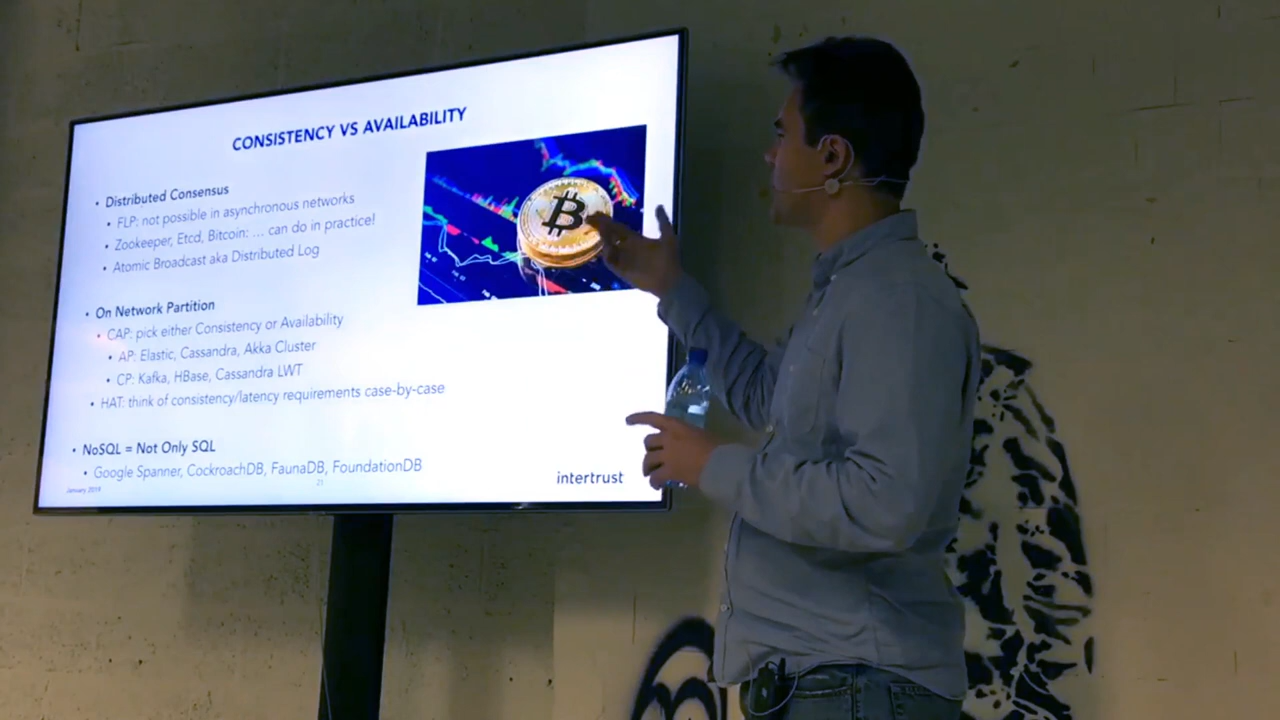 CONSISTENCY VS AVAILABILITY
• Distributed Consensus
• FLP: not possible in asynchronous networks
• Zookeeper, Etcd, Bitcoin: ... can do in practice!
• Atomic Broadcast aka Distributed Log
• On Network Partition
• CAP: pick either Consistency or Availability
• AP: Elastic, Cassandra, Akka Cluster
• CP: Kafka, HBase, Cassandra LWT
• HAT: think of consistency/latency requirements case-by-case
• NoSQL = Not Only SQL
• Google Spanner, CockroachDB, FaunaDB, FoundationDB
January 2019
21
intertrust